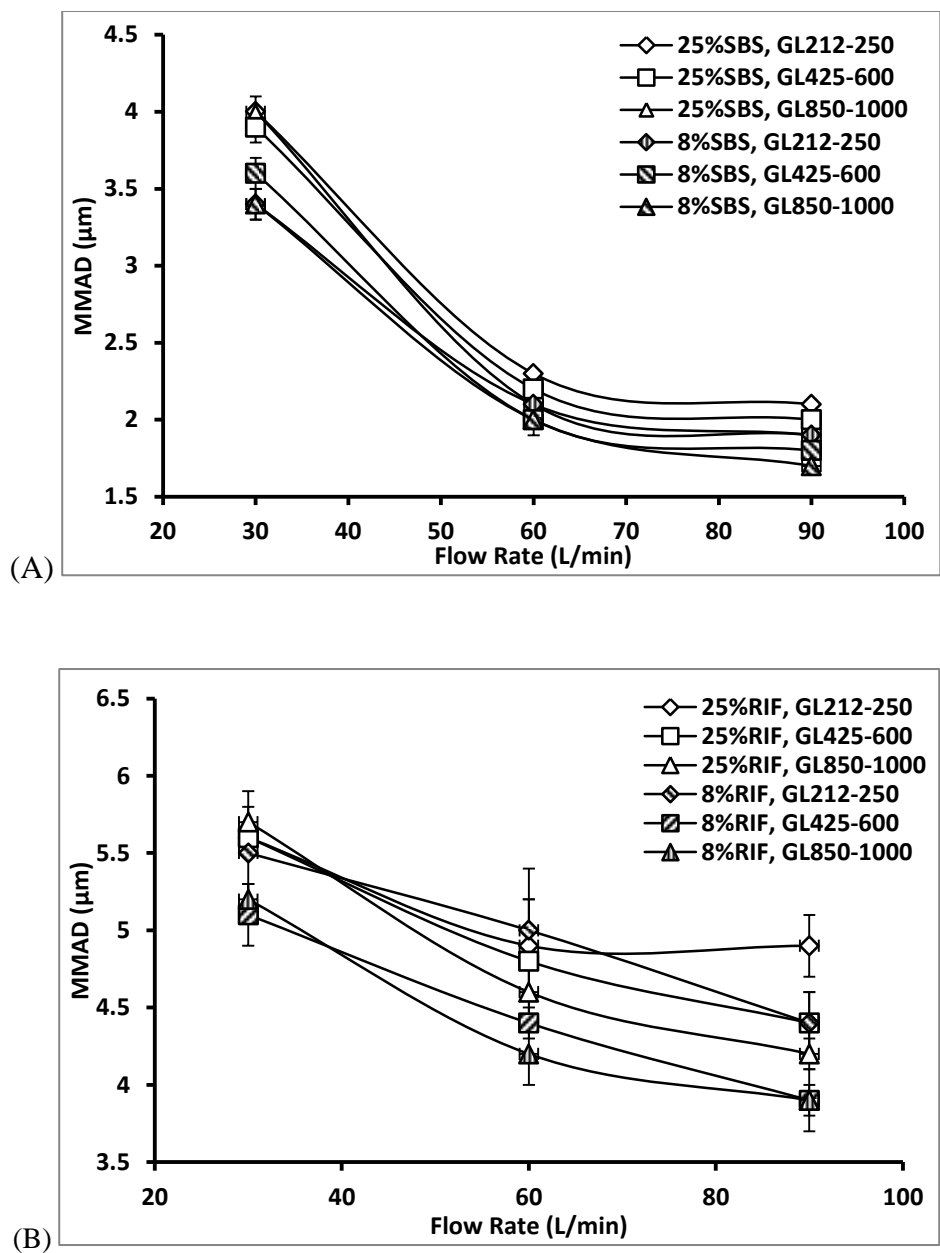 4.5
4
3.5
3
2.5
2
1.5
MMAD (µm)
25%SBS, GL212-250
25%SBS, GL425-600
25%SBS, GL850-1000
8%SBS, GL212-250
8%SBS, GL425-600
8%SBS, GL850-1000
20 30 40 50 60 70 80 90 100
Flow Rate (L/min)
(A)
6.5
6
5.5
5
4.5
4
3.5
MMAD (µm)
25%RIF, GL212-250
25%RIF, GL425-600
25%RIF, GL850-1000
8%RIF, GL212-250
8%RIF, GL425-600
8%RIF, GL850-1000
20 40 60 80 100
Flow Rate (L/min)
(B)